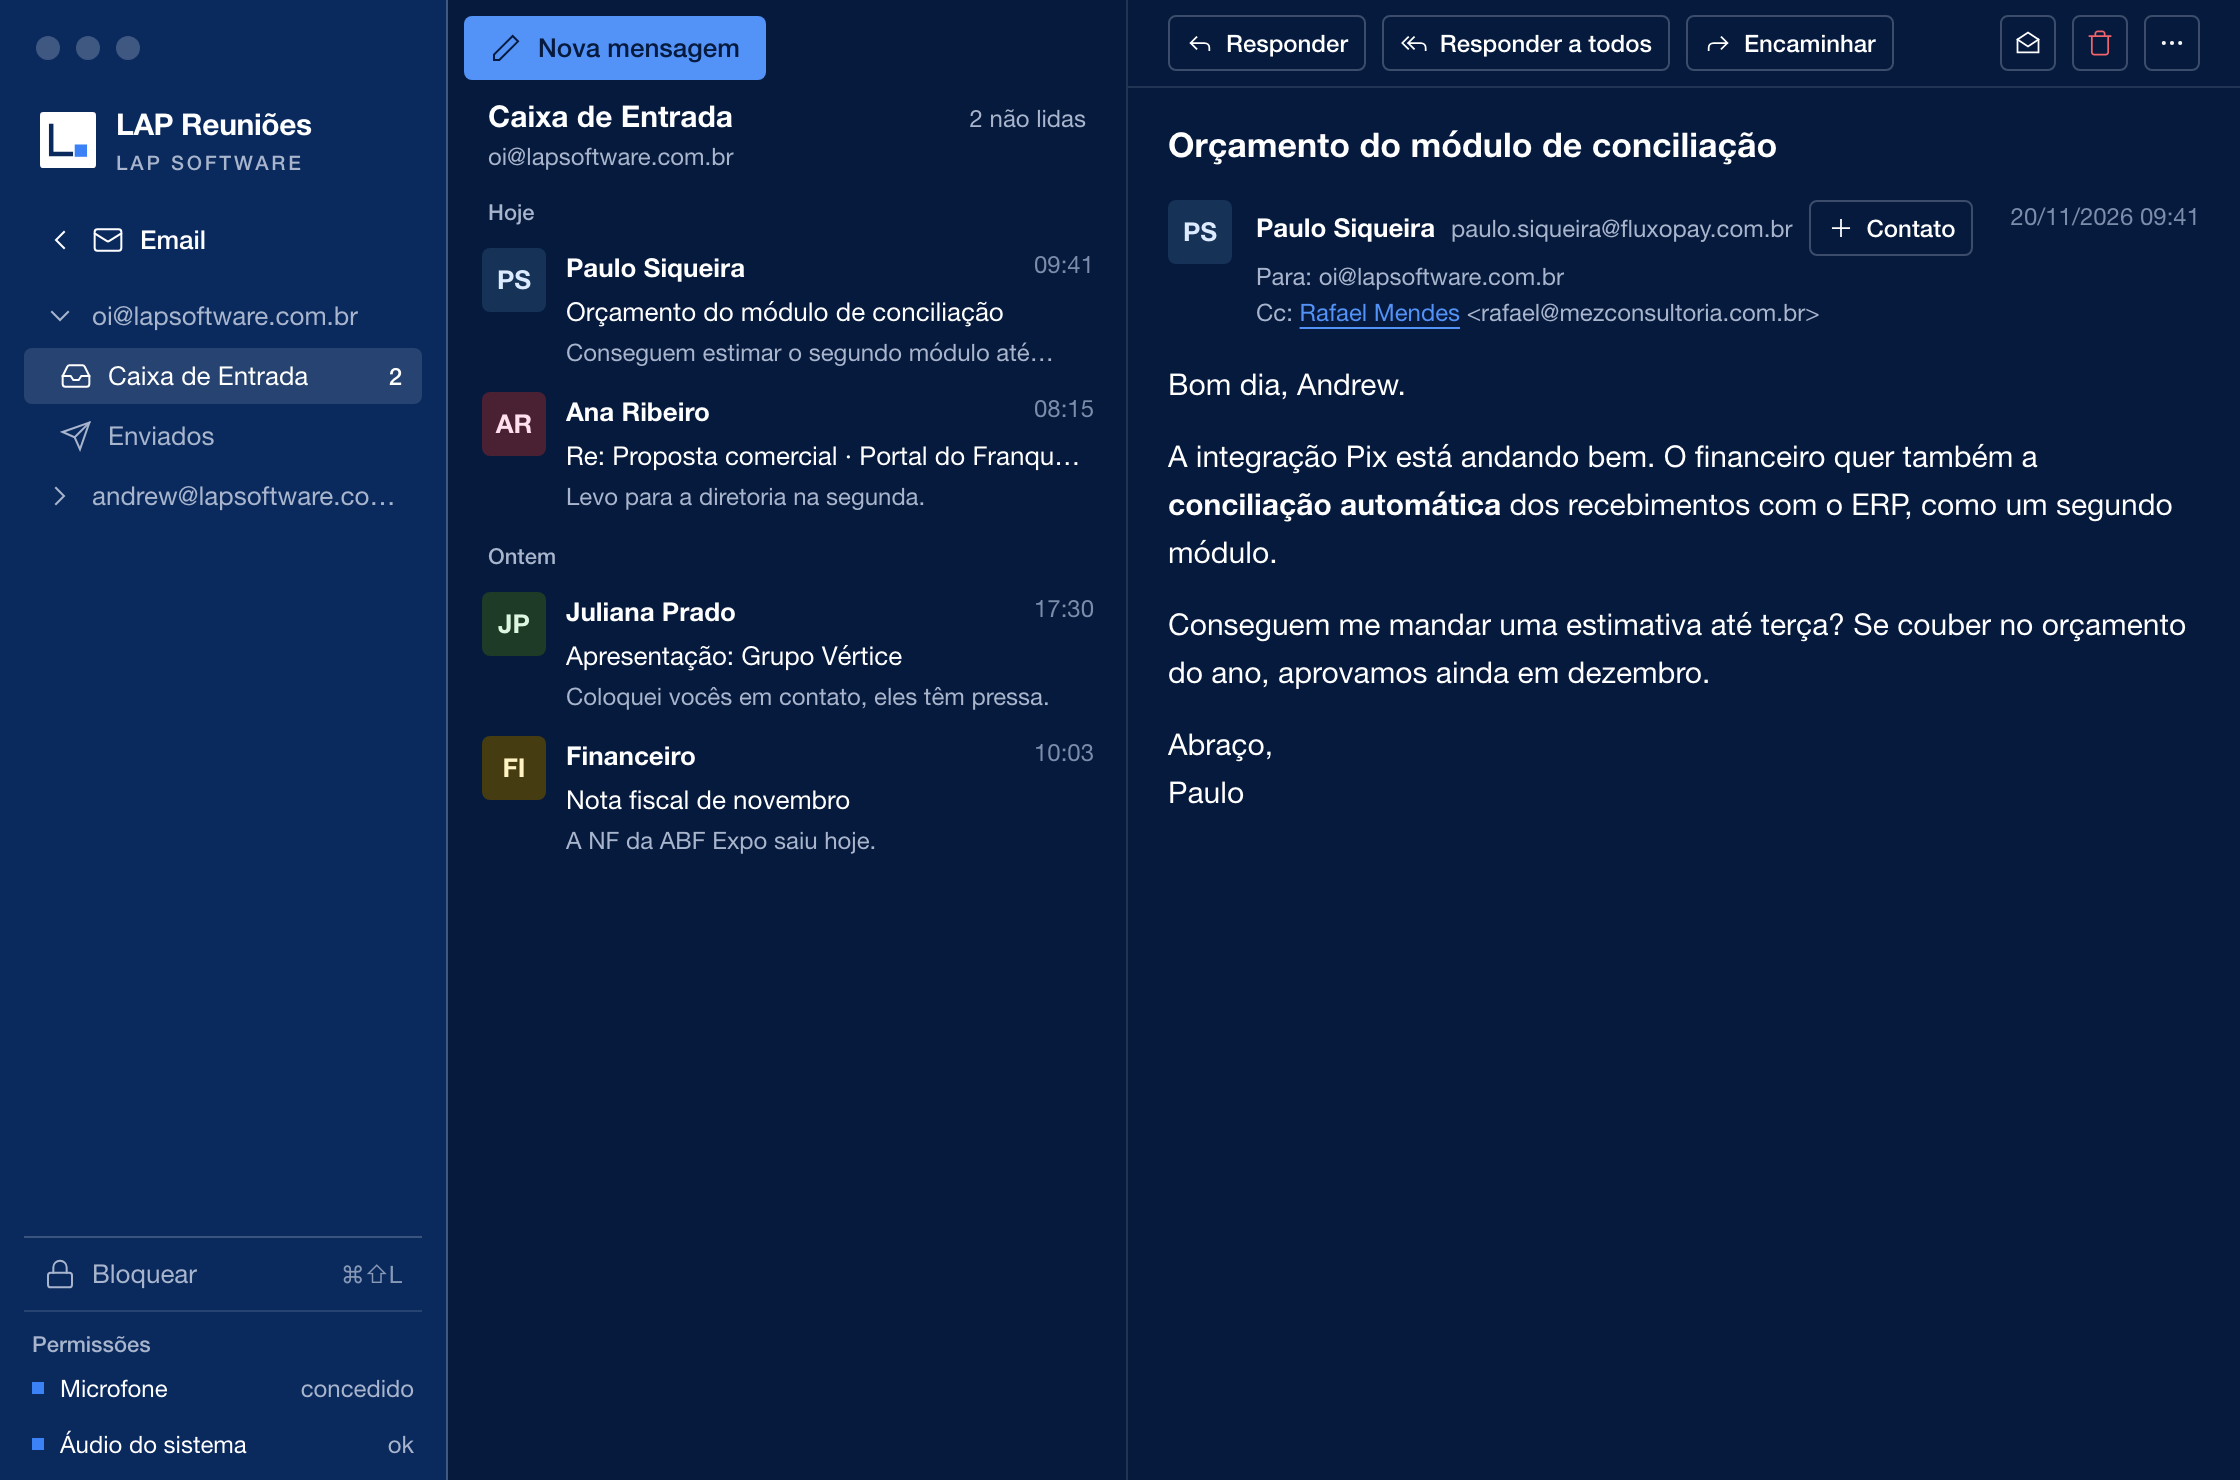 LAP Reuniões
LAP SOFTWARE
Email
oi@lapsoftware.com.br
Caixa de Entrada 2
Enviados
andrew@lapsoftware.co…
Bloquear ⌘⇧L
Permissões
Microfone concedido
Áudio do sistema ok
Nova mensagem
Caixa de Entrada 2 não lidas
oi@lapsoftware.com.br
Hoje
PS Paulo Siqueira 09:41
Orçamento do módulo de conciliação
Conseguem estimar o segundo módulo até…
AR Ana Ribeiro 08:15
Re: Proposta comercial · Portal do Franqu…
Levo para a diretoria na segunda.
Ontem
JP Juliana Prado 17:30
Apresentação: Grupo Vértice
Coloquei vocês em contato, eles têm pressa.
FI Financeiro 10:03
Nota fiscal de novembro
A NF da ABF Expo saiu hoje.
Responder Responder a todos Encaminhar
Orçamento do módulo de conciliação
PS Paulo Siqueira paulo.siqueira@fluxopay.com.br + Contato 20/11/2026 09:41
Para: oi@lapsoftware.com.br
Cc: Rafael Mendes <rafael@mezconsultoria.com.br>
Bom dia, Andrew.
A integração Pix está andando bem. O financeiro quer também a
conciliação automática dos recebimentos com o ERP, como um segundo
módulo.
Conseguem me mandar uma estimativa até terça? Se couber no orçamento
do ano, aprovamos ainda em dezembro.
Abraço,
Paulo